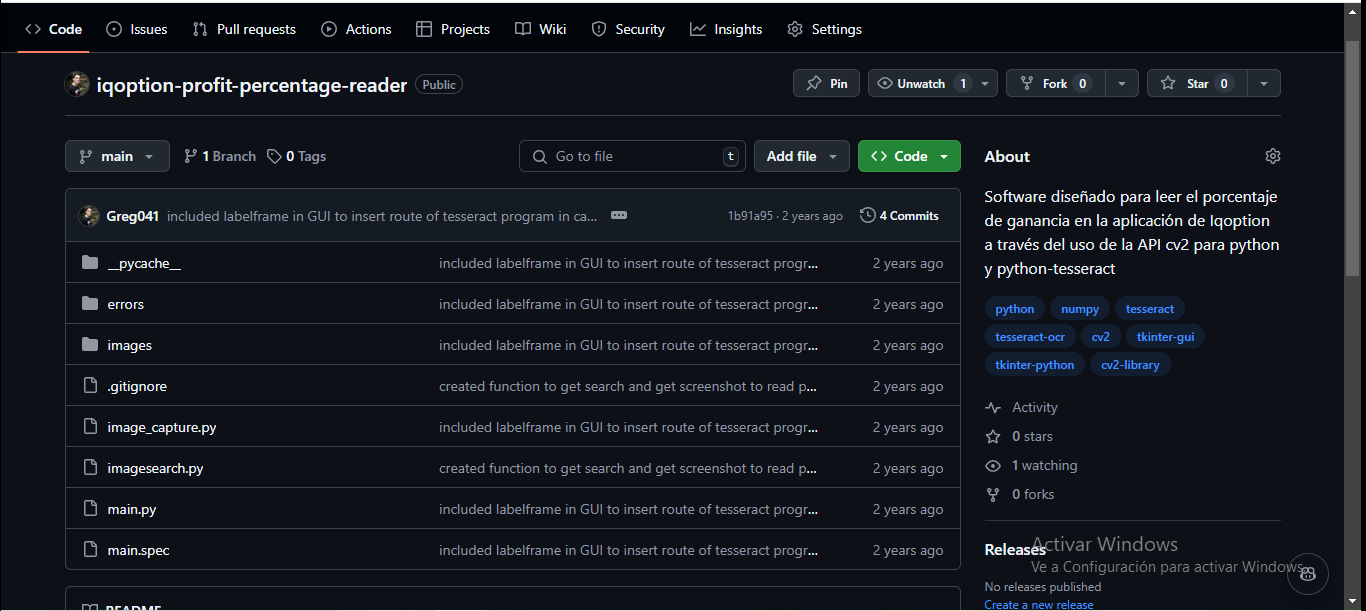 Code Issues Pull requests Actions Projects Wiki Security Insights Settings
iqoption-profit-percentage-reader Public Pin Unwatch 1 Fork 0 Star 0
main 1 Branch 0 Tags Go to file t Add file Code
Greg041 included labelframe in GUI to insert route of tesseract program in ca... 1b91a95 · 2 years ago 4 Commits
__pycache__ included labelframe in GUI to insert route of tesseract progr... 2 years ago
errors included labelframe in GUI to insert route of tesseract progr... 2 years ago
images included labelframe in GUI to insert route of tesseract progr... 2 years ago
.gitignore created function to get search and get screenshot to read p... 2 years ago
image_capture.py included labelframe in GUI to insert route of tesseract progr... 2 years ago
imagesearch.py created function to get search and get screenshot to read p... 2 years ago
main.py included labelframe in GUI to insert route of tesseract progr... 2 years ago
main.spec included labelframe in GUI to insert route of tesseract progr... 2 years ago
README
About
Software diseñado para leer el porcentaje
de ganancia en la aplicación de Iqoption
a través del uso de la API cv2 para python
y python-tesseract
python numpy tesseract
tesseract-ocr cv2 tkinter-gui
tkinter-python cv2-library
Activity
0 stars
1 watching
0 forks
Releases
No releases published
Create a new release
Activar Windows
Ve a Configuración para activar Windows.